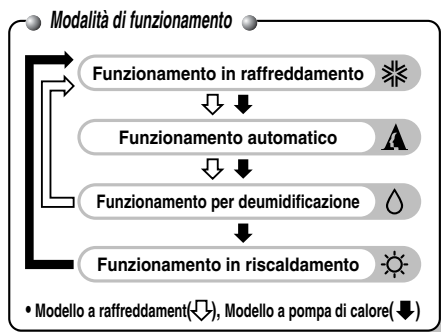 Modalità di funzionamento
Funzionamento in raffreddamento
Funzionamento automatico
Funzionamento per deumidificazione
Funzionamento in riscaldamento
• Modello a raffreddament(), Modello a pompa di calore()